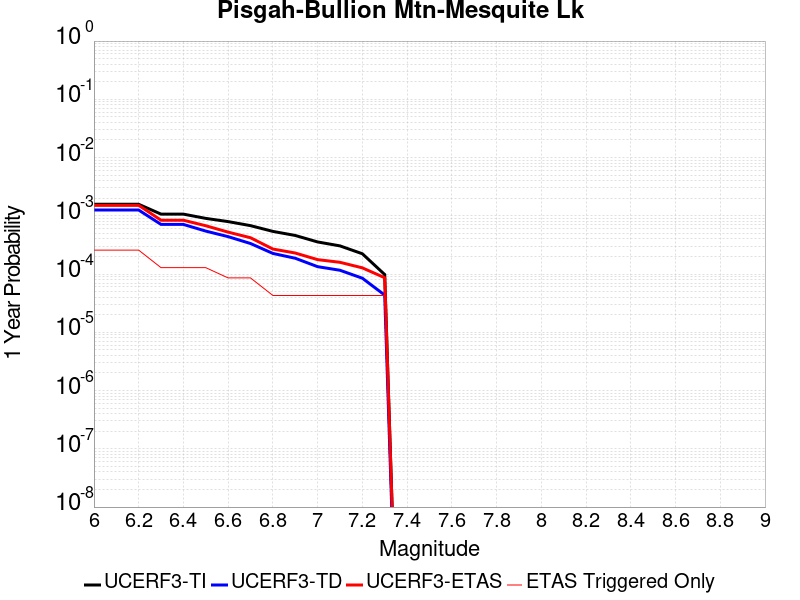 Pisgah-Bullion Mtn-Mesquite Lk
10^0
10^-1
10^-2
10^-3
10^-4
10^-5
10^-6
10^-7
10^-8
1 Year Probability
6 6.2 6.4 6.6 6.8 7 7.2 7.4 7.6 7.8 8 8.2 8.4 8.6 8.8 9
Magnitude
UCERF3-TI UCERF3-TD UCERF3-ETAS ETAS Triggered Only